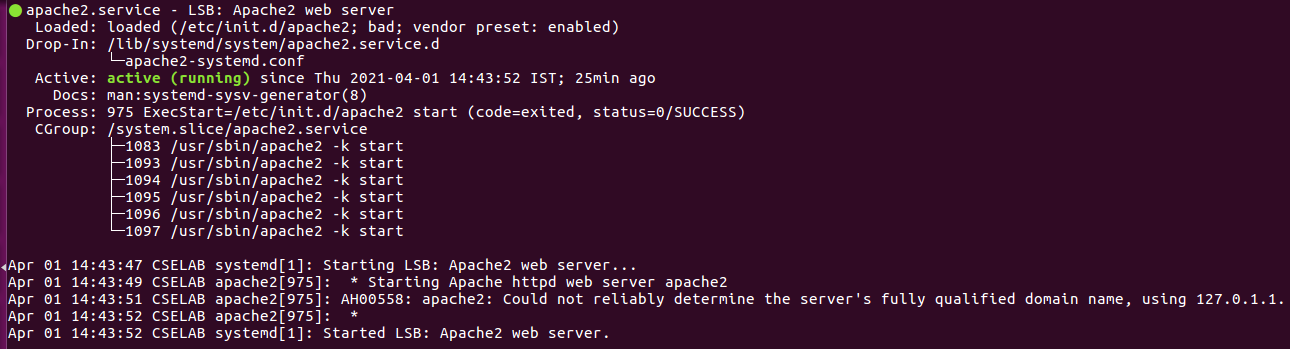 ● apache2.service - LSB: Apache2 web server
   Loaded: loaded (/etc/init.d/apache2; bad; vendor preset: enabled)
  Drop-In: /lib/systemd/system/apache2.service.d
           └─apache2-systemd.conf
   Active: active (running) since Thu 2021-04-01 14:43:52 IST; 25min ago
     Docs: man:systemd-sysv-generator(8)
  Process: 975 ExecStart=/etc/init.d/apache2 start (code=exited, status=0/SUCCESS)
   CGroup: /system.slice/apache2.service
           ├─1083 /usr/sbin/apache2 -k start
           ├─1093 /usr/sbin/apache2 -k start
           ├─1094 /usr/sbin/apache2 -k start
           ├─1095 /usr/sbin/apache2 -k start
           ├─1096 /usr/sbin/apache2 -k start
           └─1097 /usr/sbin/apache2 -k start

Apr 01 14:43:47 CSELAB systemd[1]: Starting LSB: Apache2 web server...
Apr 01 14:43:49 CSELAB apache2[975]:  * Starting Apache httpd web server apache2
Apr 01 14:43:51 CSELAB apache2[975]: AH00558: apache2: Could not reliably determine the server's fully qualified domain name, using 127.0.1.1.
Apr 01 14:43:52 CSELAB apache2[975]:  *
Apr 01 14:43:52 CSELAB systemd[1]: Started LSB: Apache2 web server.